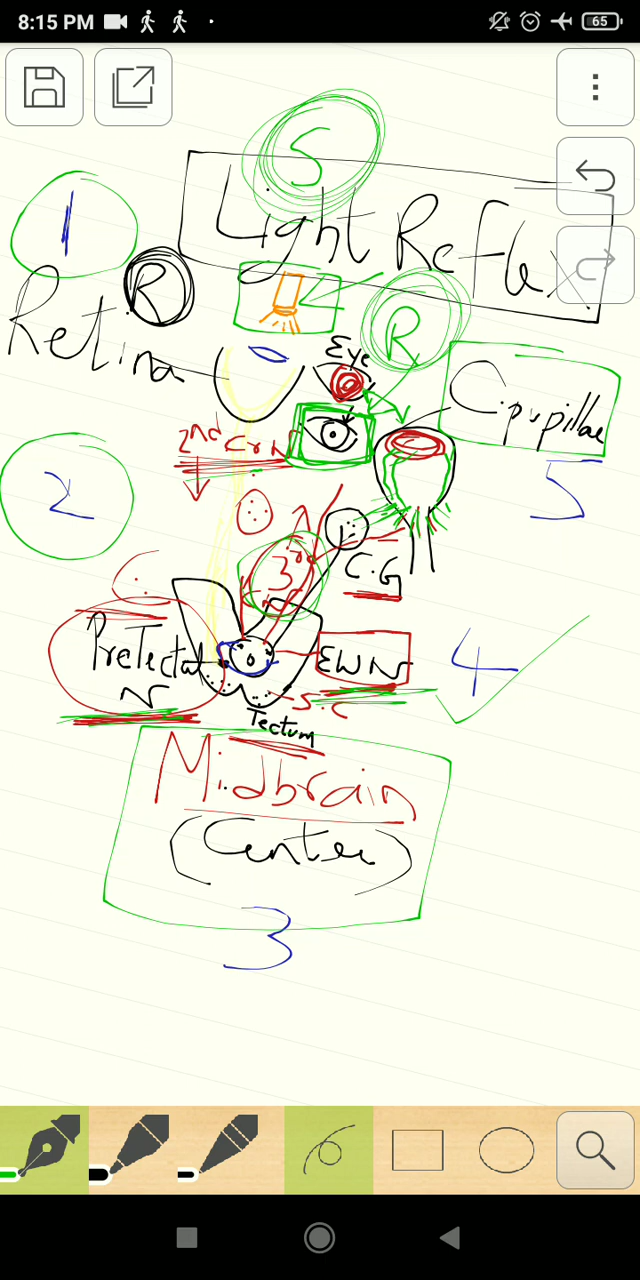 8:15 PM
65
S
Light Reflex
1
R
Retina
R
Eye
C. pupillae
2nd Cr N
2
5
3rd
C.G
Pretectal
N
EWN
4
S.C
Tectum
Midbrain
(Center)
3